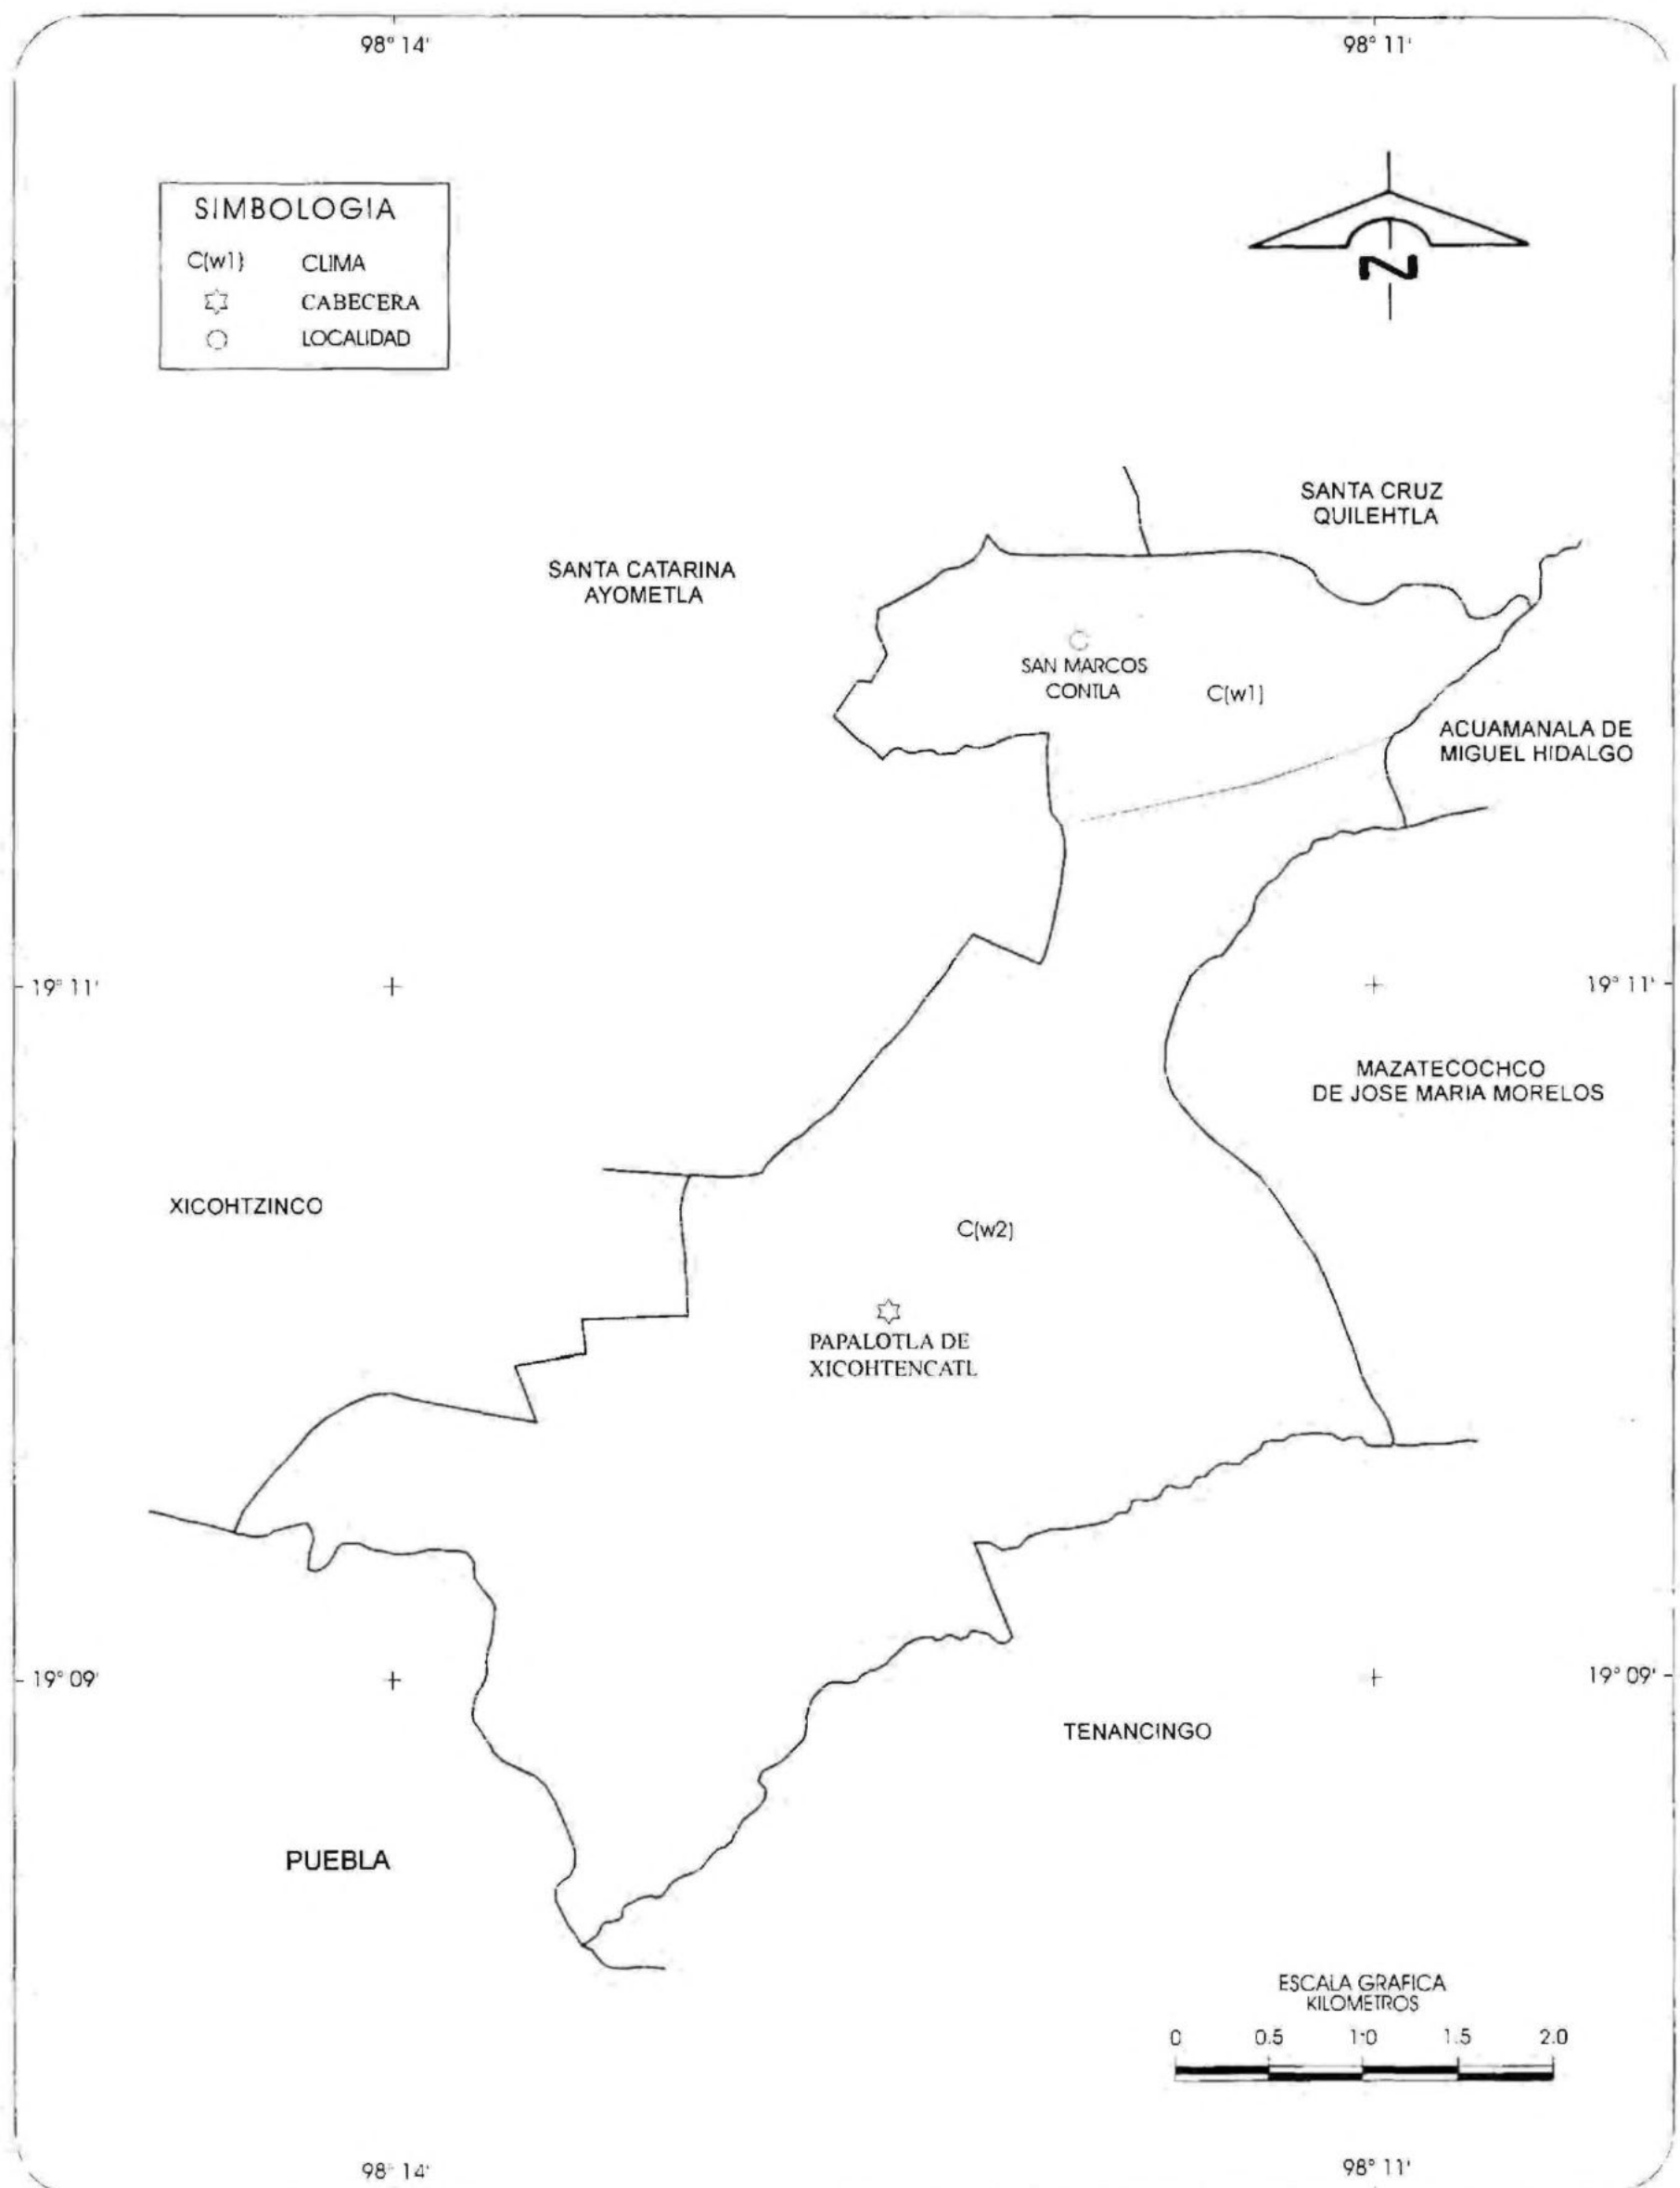 98° 14'
98° 11'
SIMBOLOGIA
C(w1) CLIMA
CABECERA
LOCALIDAD
N
SANTA CRUZ
QUILEHTLA
SANTA CATARINA
AYOMETLA
SAN MARCOS
CONTLA
C(w1)
ACUAMANALA DE
MIGUEL HIDALGO
19° 11'
19° 11'
MAZATECOCHCO
DE JOSE MARIA MORELOS
XICOHTZINCO
C(w2)
PAPALOTLA DE
XICOHTENCATL
19° 09'
19° 09'
TENANCINGO
PUEBLA
ESCALA GRAFICA
KILOMETROS
0 0.5 1.0 1.5 2.0
98° 14'
98° 11'